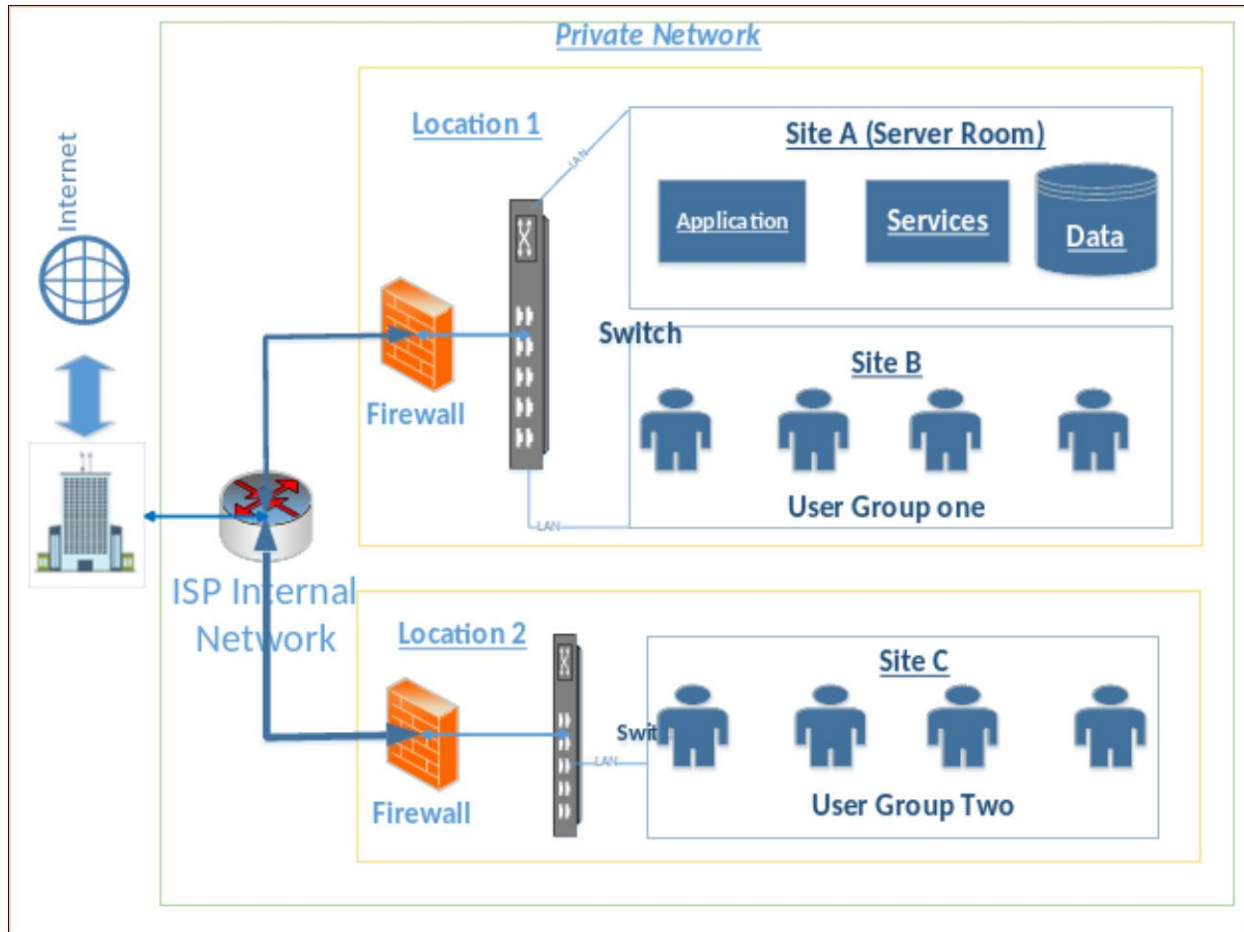 Private Network
Internet
Location 1
LAN
Site A (Server Room)
Application
Services
Data
Switch
Firewall
Site B
User Group one
LAN
ISP Internal
Network
Location 2
Site C
LAN
Firewall
User Group Two